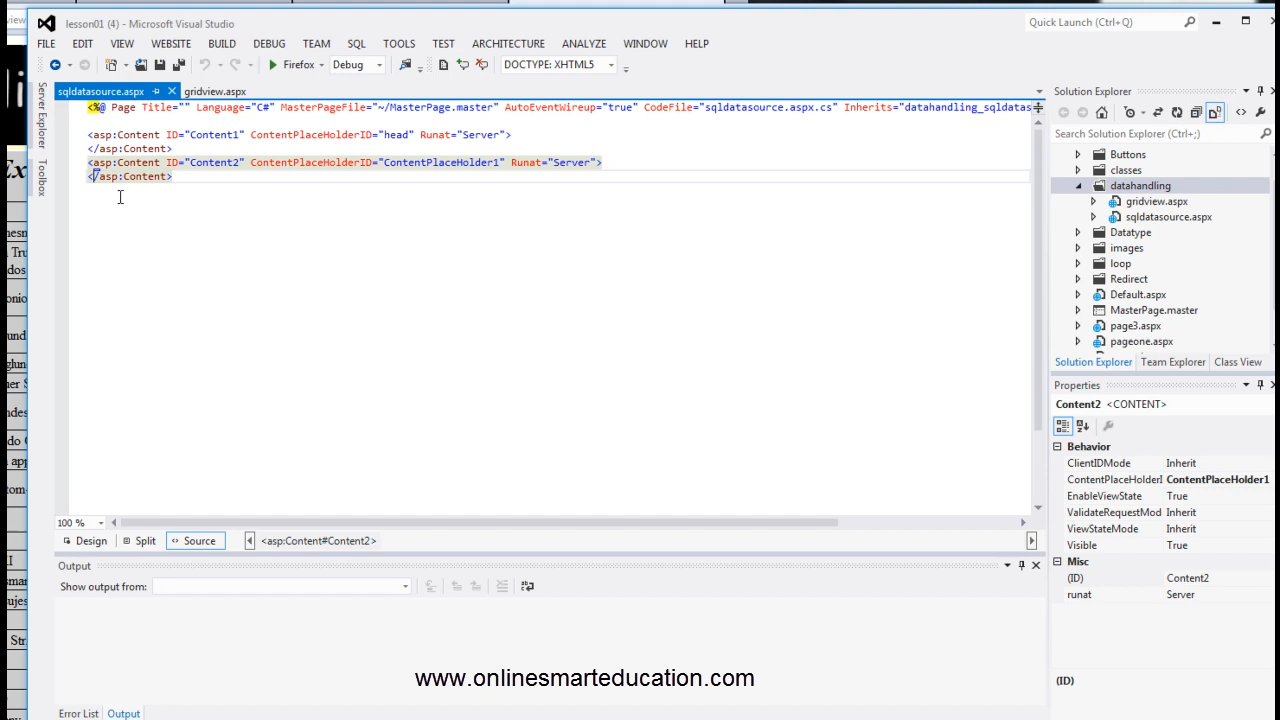 lesson01 (4) - Microsoft Visual Studio
Quick Launch (Ctrl+Q)
FILE EDIT VIEW WEBSITE BUILD DEBUG TEAM SQL TOOLS TEST ARCHITECTURE ANALYZE WINDOW HELP
Firefox Debug DOCTYPE: XHTML5
Server Explorer
Toolbox
sqldatasource.aspx gridview.aspx
<%@ Page Title="" Language="C#" MasterPageFile="~/MasterPage.master" AutoEventWireup="true" CodeFile="sqldatasource.aspx.cs" Inherits="datahandling_sqldatas
<asp:Content ID="Content1" ContentPlaceHolderID="head" Runat="Server">
</asp:Content>
<asp:Content ID="Content2" ContentPlaceHolderID="ContentPlaceHolder1" Runat="Server">
</asp:Content>
100 %
Design Split Source <asp:Content#Content2>
Output
Show output from:
Error List Output
Solution Explorer
Search Solution Explorer (Ctrl+;)
Buttons
classes
datahandling
gridview.aspx
sqldatasource.aspx
Datatype
images
loop
Redirect
Default.aspx
MasterPage.master
page3.aspx
pageone.aspx
Solution Explorer Team Explorer Class View
Properties
Content2 <CONTENT>
Behavior
ClientIDMode Inherit
ContentPlaceHolderI ContentPlaceHolder1
EnableViewState True
ValidateRequestMod Inherit
ViewStateMode Inherit
Visible True
Misc
(ID) Content2
runat Server
(ID)
www.onlinesmarteducation.com